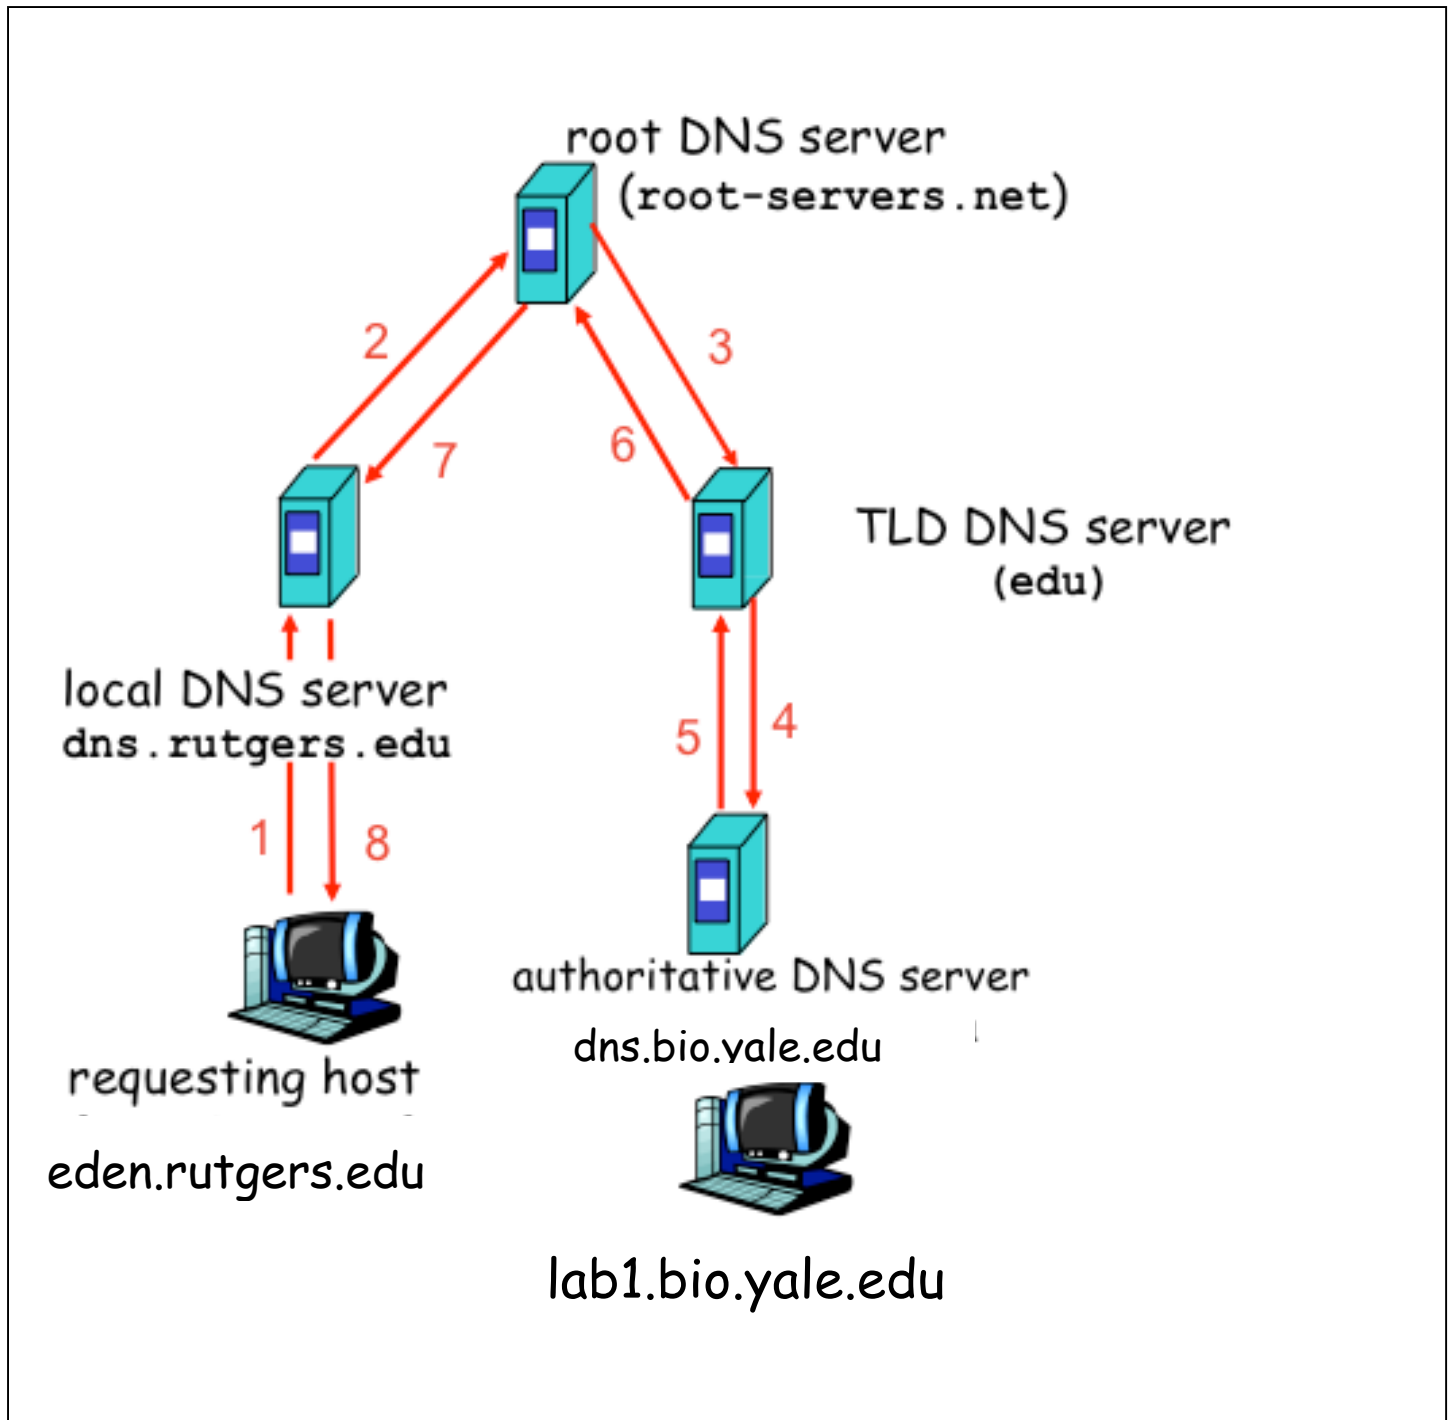 root DNS server
(root-servers.net)
2
3
7
6
TLD DNS server
(edu)
local DNS server
dns.rutgers.edu
5
4
1
8
authoritative DNS server
dns.bio.yale.edu
requesting host
eden.rutgers.edu
lab1.bio.yale.edu